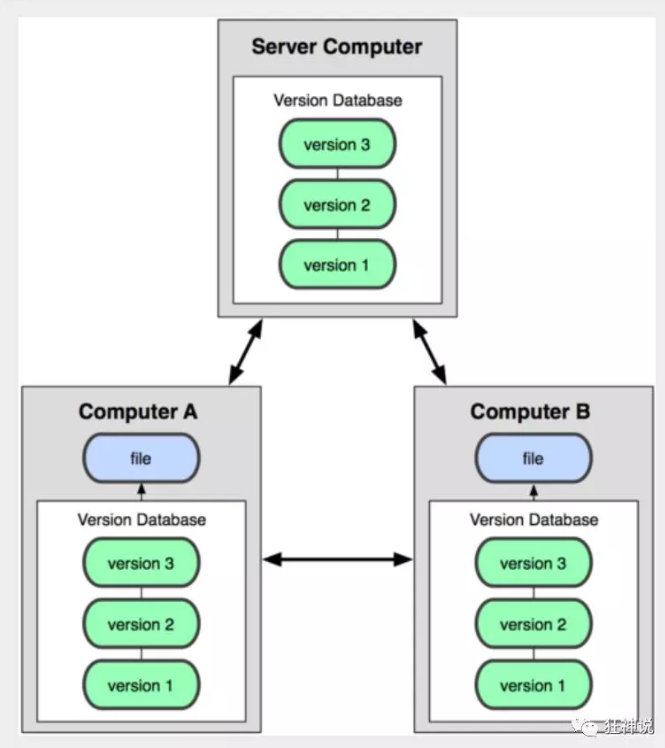 Server Computer
Version Database
version 3
version 2
version 1
Computer A
file
Version Database
version 3
version 2
version 1
Computer B
file
Version Database
version 3
version 2
version 1
狂神说